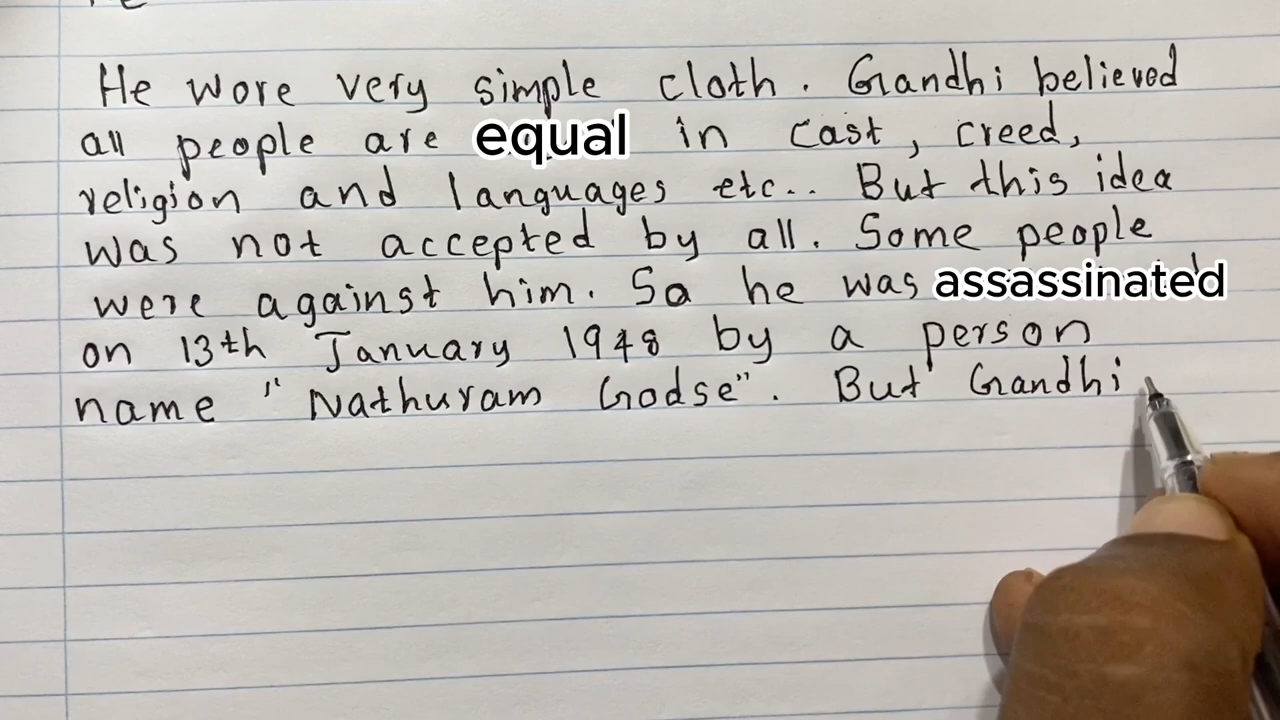 He wore very simple cloth. Gandhi believed
all people are equal in cast, creed,
religion and languages etc.. But this idea
was not accepted by all. Some people
were against him. So he was assassinated
on 13th January 1948 by a person
name "Nathuram Godse". But Gandhi